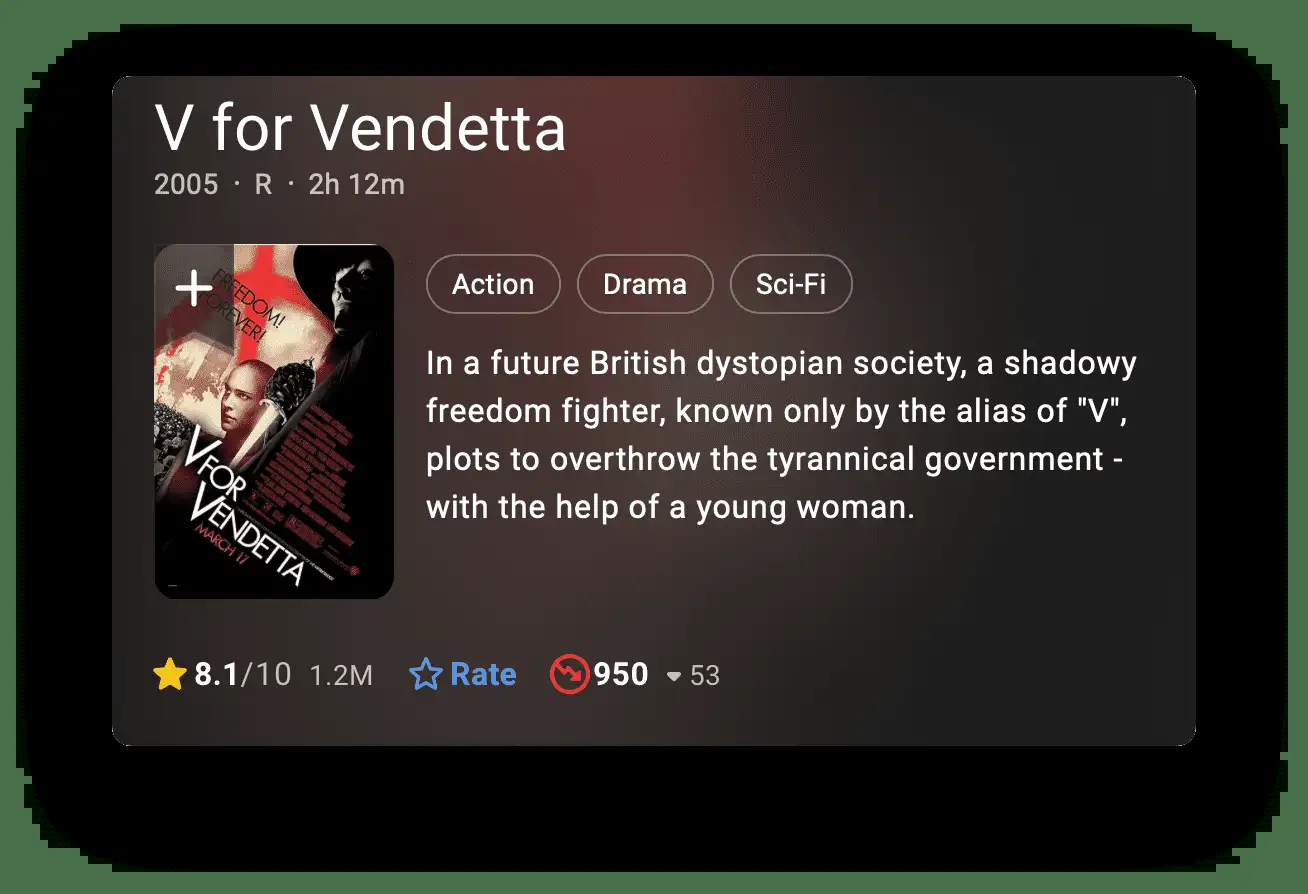 V for Vendetta
2005 · R · 2h 12m
FREEDOM!
FOREVER!
V FOR
VENDETTA
MARCH 17
Action Drama Sci-Fi
In a future British dystopian society, a shadowy
freedom fighter, known only by the alias of "V",
plots to overthrow the tyrannical government -
with the help of a young woman.
8.1/10 1.2M Rate 950 53